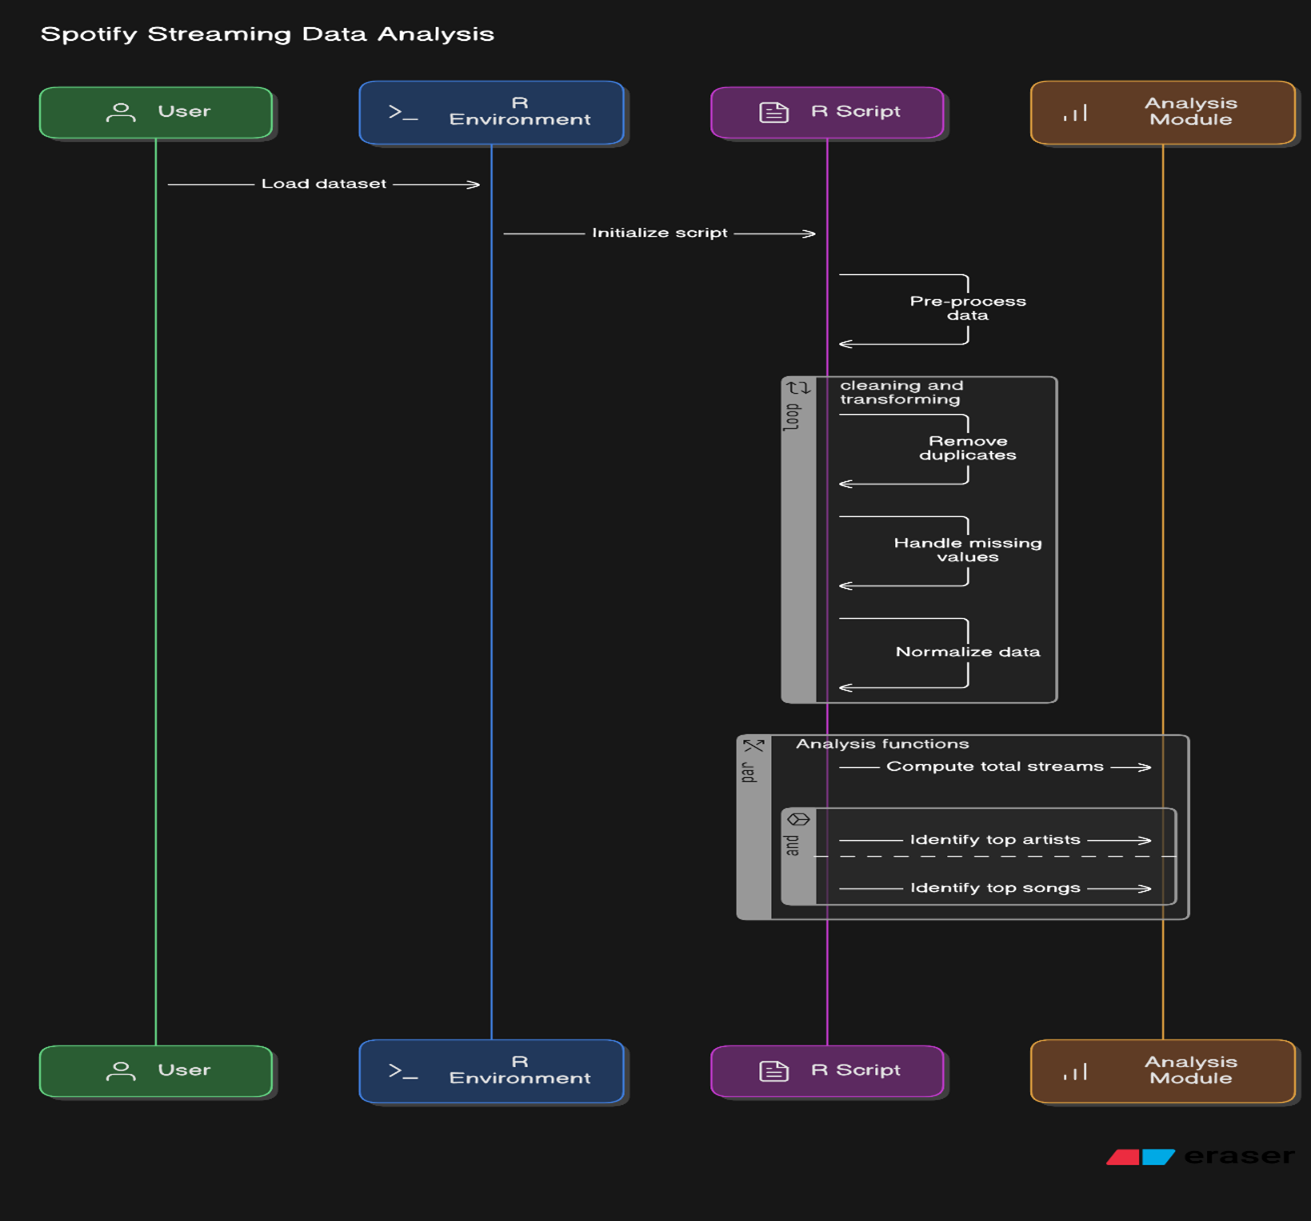 Spotify Streaming Data Analysis
User
R
Environment
R Script
Analysis
Module
Load dataset
Initialize script
Pre-process
data
loop
cleaning and
transforming
Remove
duplicates
Handle missing
values
Normalize data
par
Analysis functions
Compute total streams
and
Identify top artists
Identify top songs
User
R
Environment
R Script
Analysis
Module
eraser